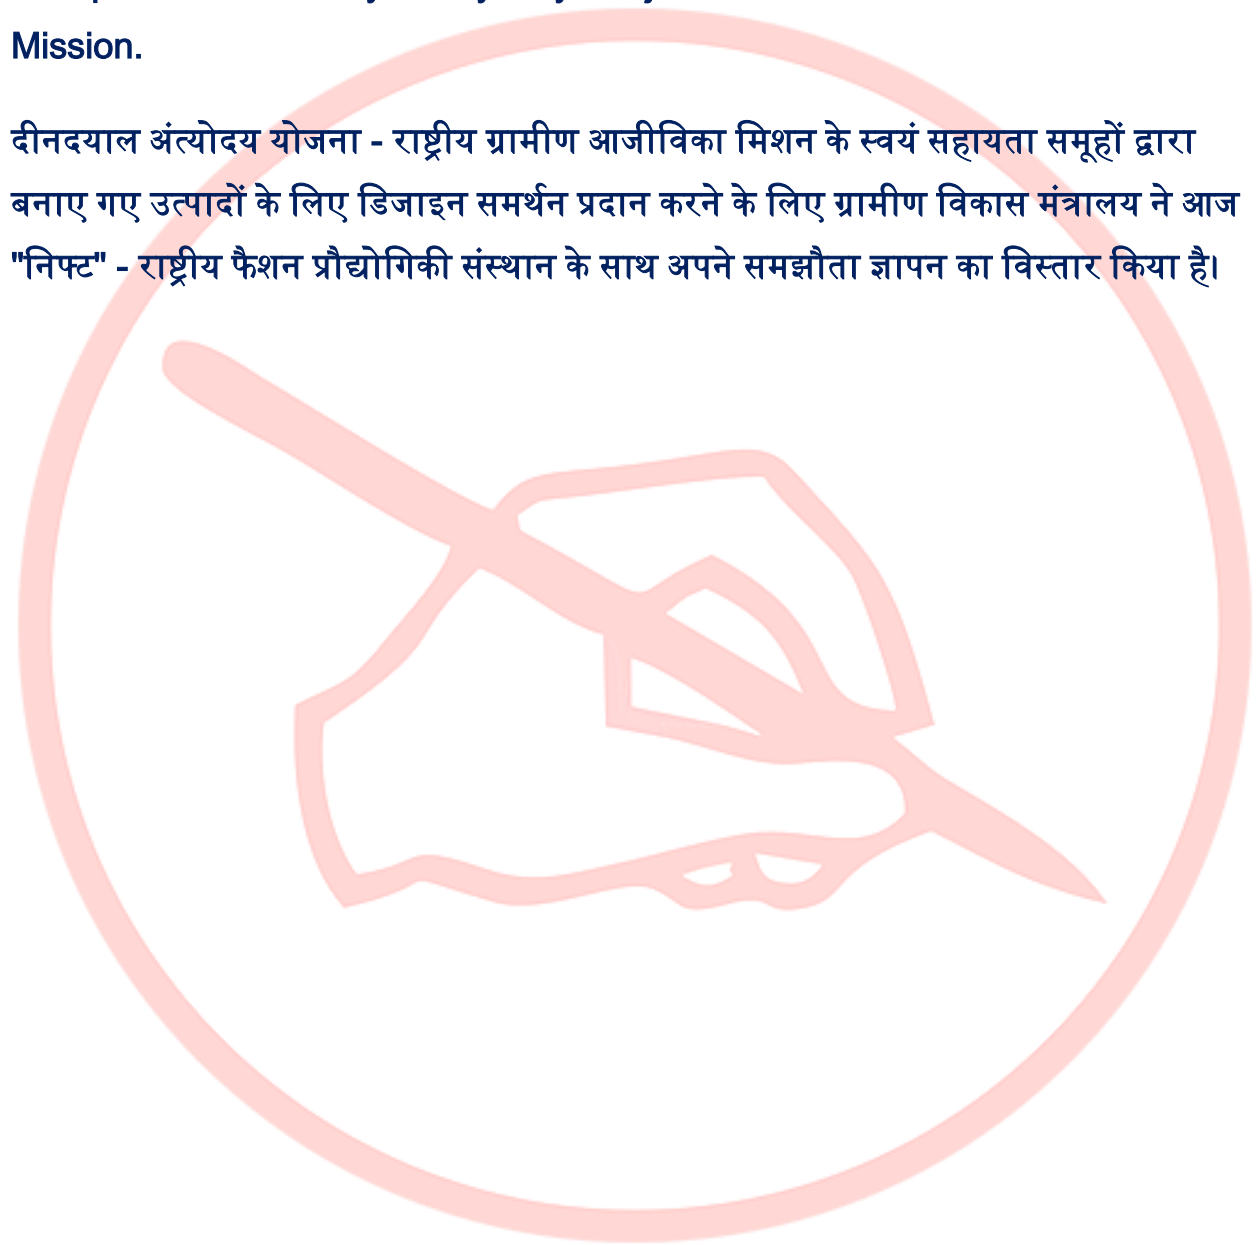 Mission.
दीनदयाल अंत्योदय योजना - राष्ट्रीय ग्रामीण आजीविका मिशन के स्वयं सहायता समूहों द्वारा
बनाए गए उत्पादों के लिए डिजाइन समर्थन प्रदान करने के लिए ग्रामीण विकास मंत्रालय ने आज
"निफ्ट" - राष्ट्रीय फैशन प्रौद्योगिकी संस्थान के साथ अपने समझौता ज्ञापन का विस्तार किया है।